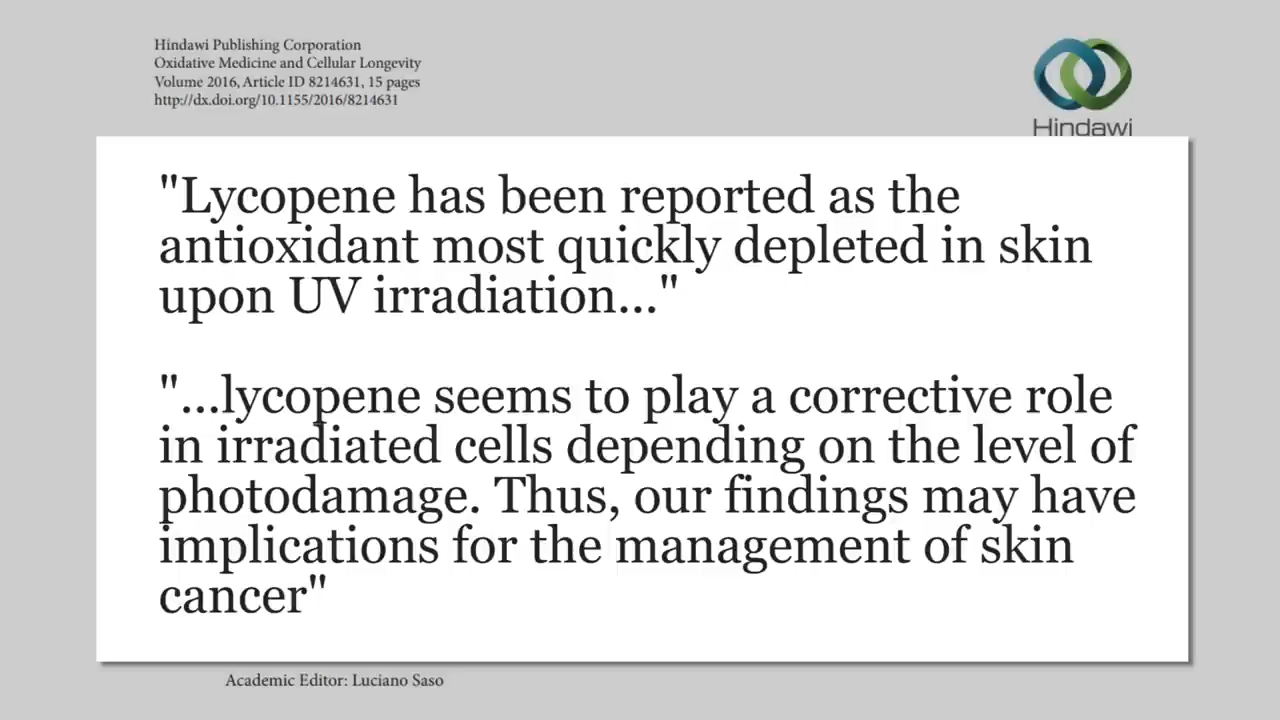 Hindawi Publishing Corporation
Oxidative Medicine and Cellular Longevity
Volume 2016, Article ID 8214631, 15 pages
http://dx.doi.org/10.1155/2016/8214631
Hindawi
"Lycopene has been reported as the
antioxidant most quickly depleted in skin
upon UV irradiation..."
"...lycopene seems to play a corrective role
in irradiated cells depending on the level of
photodamage. Thus, our findings may have
implications for the management of skin
cancer"
Academic Editor: Luciano Saso